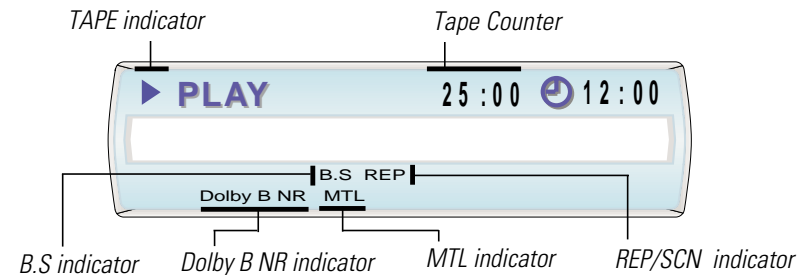 TAPE indicator Tape Counter
PLAY 25:00 12:00
B.S REP
Dolby B NR MTL
B.S indicator Dolby B NR indicator MTL indicator REP/SCN indicator